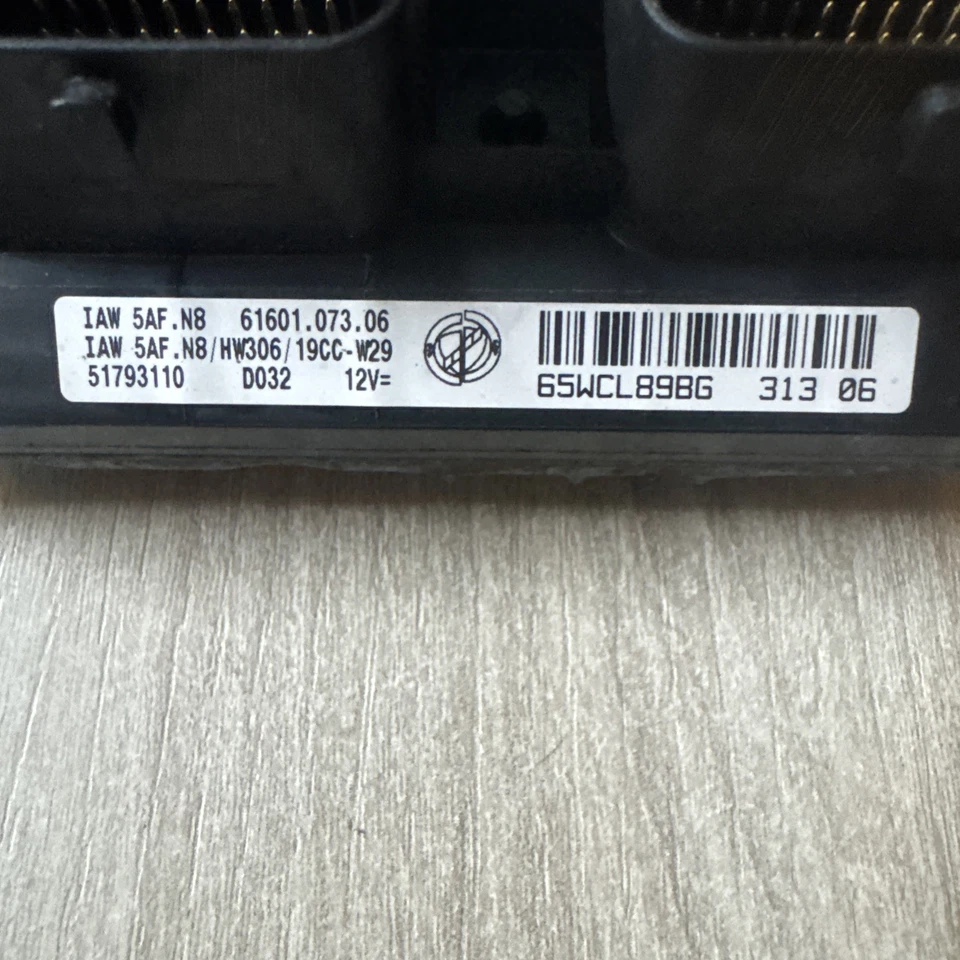 IAW 5AF.N8 61601.073.06
IAW 5AF.N8/HW306/19CC-W29
51793110 D032 12V=
65WCL89BG 313 06